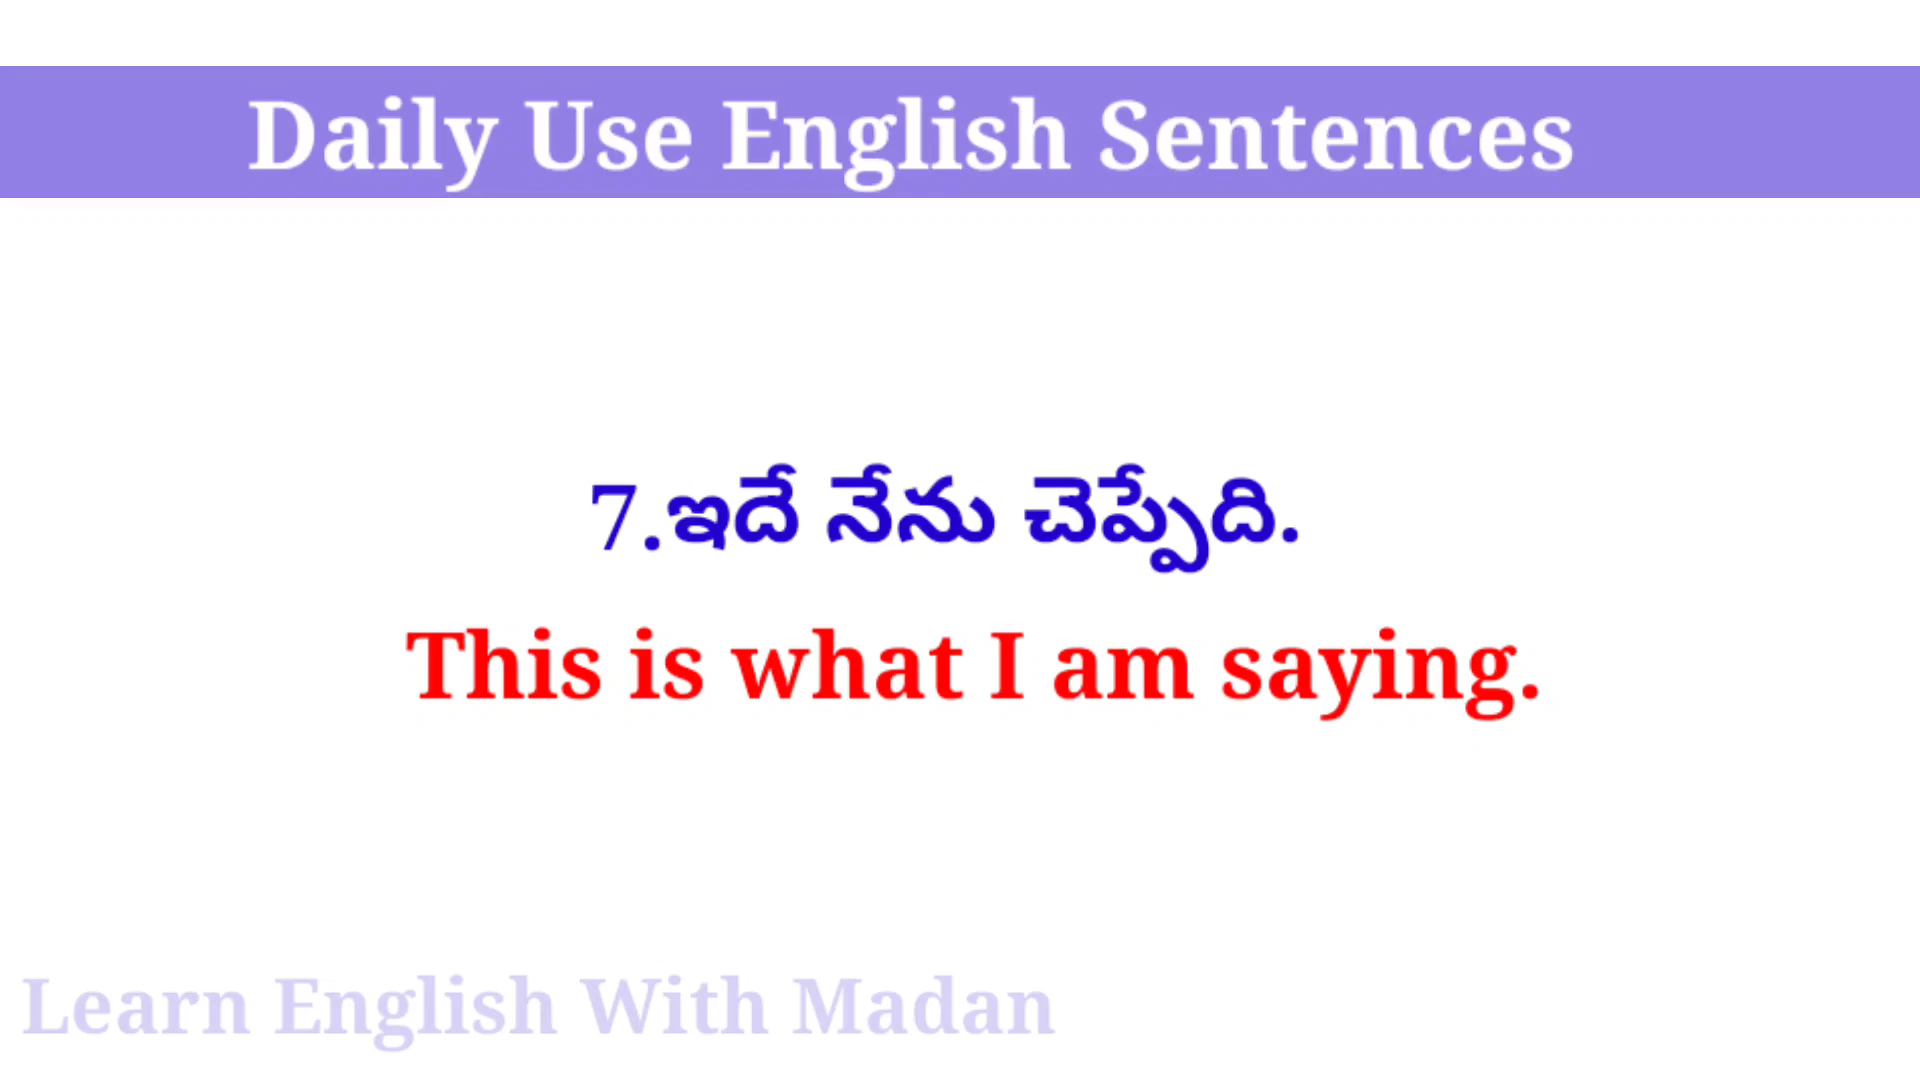 Daily Use English Sentences
7.ఇదే నేను చెప్పేది.
This is what I am saying.
Learn English With Madan